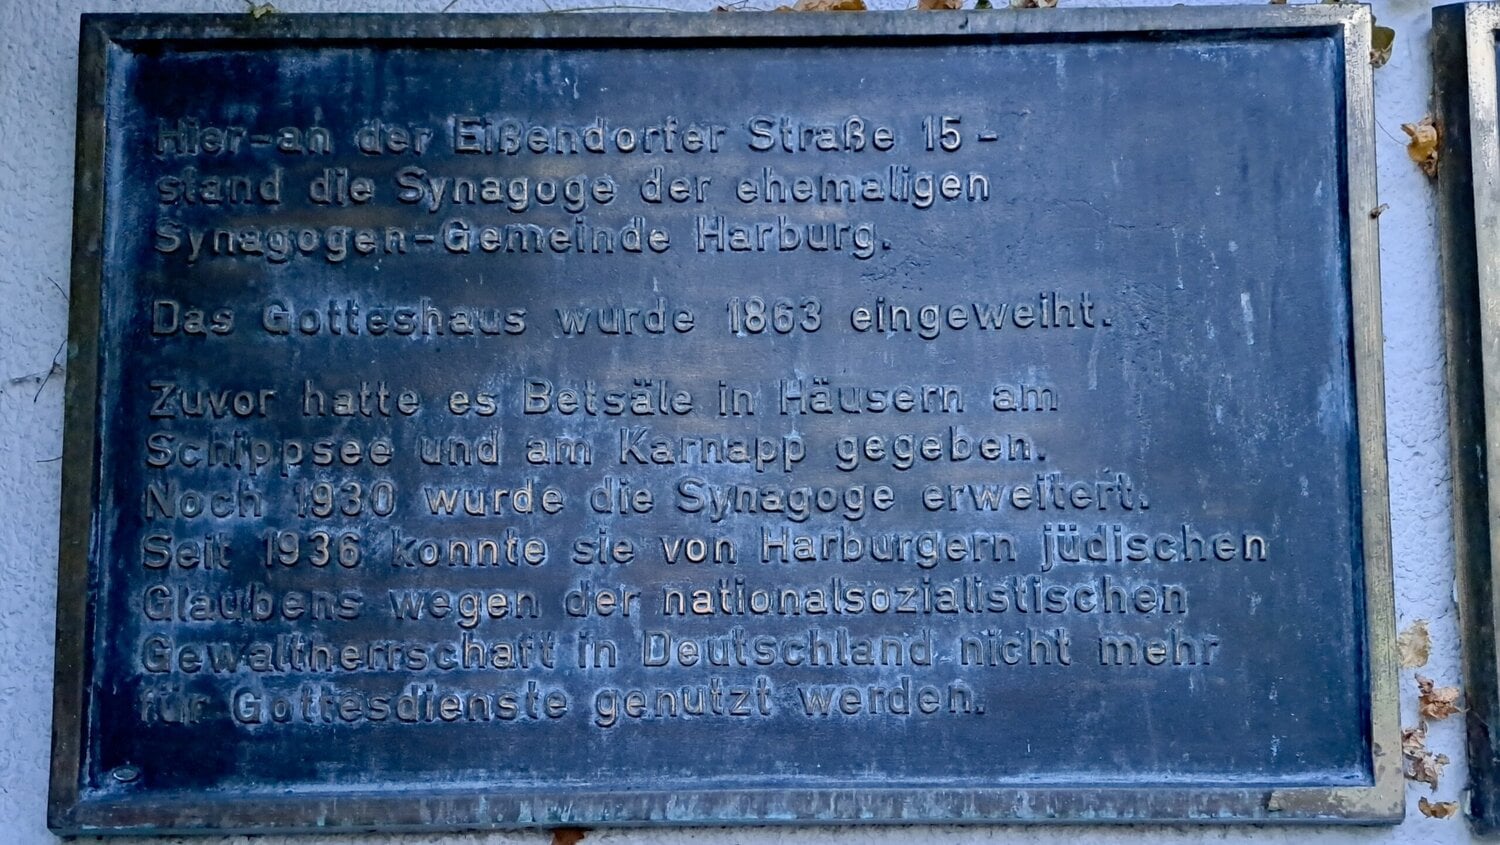 Hier-an der Eißendorfer Straße 15 -
stand die Synagoge der ehemaligen
Synagogen-Gemeinde Harburg.
Das Gotteshaus wurde 1863 eingeweiht.
Zuvor hatte es Betsäle in Häusern am
Schippsee und am Karnapp gegeben.
Noch 1930 wurde die Synagoge erweitert.
Seit 1936 konnte sie von Harburgern jüdischen
Glaubens wegen der nationalsozialistischen
Gewaltherrschaft in Deutschland nicht mehr
für Gottesdienste genutzt werden.